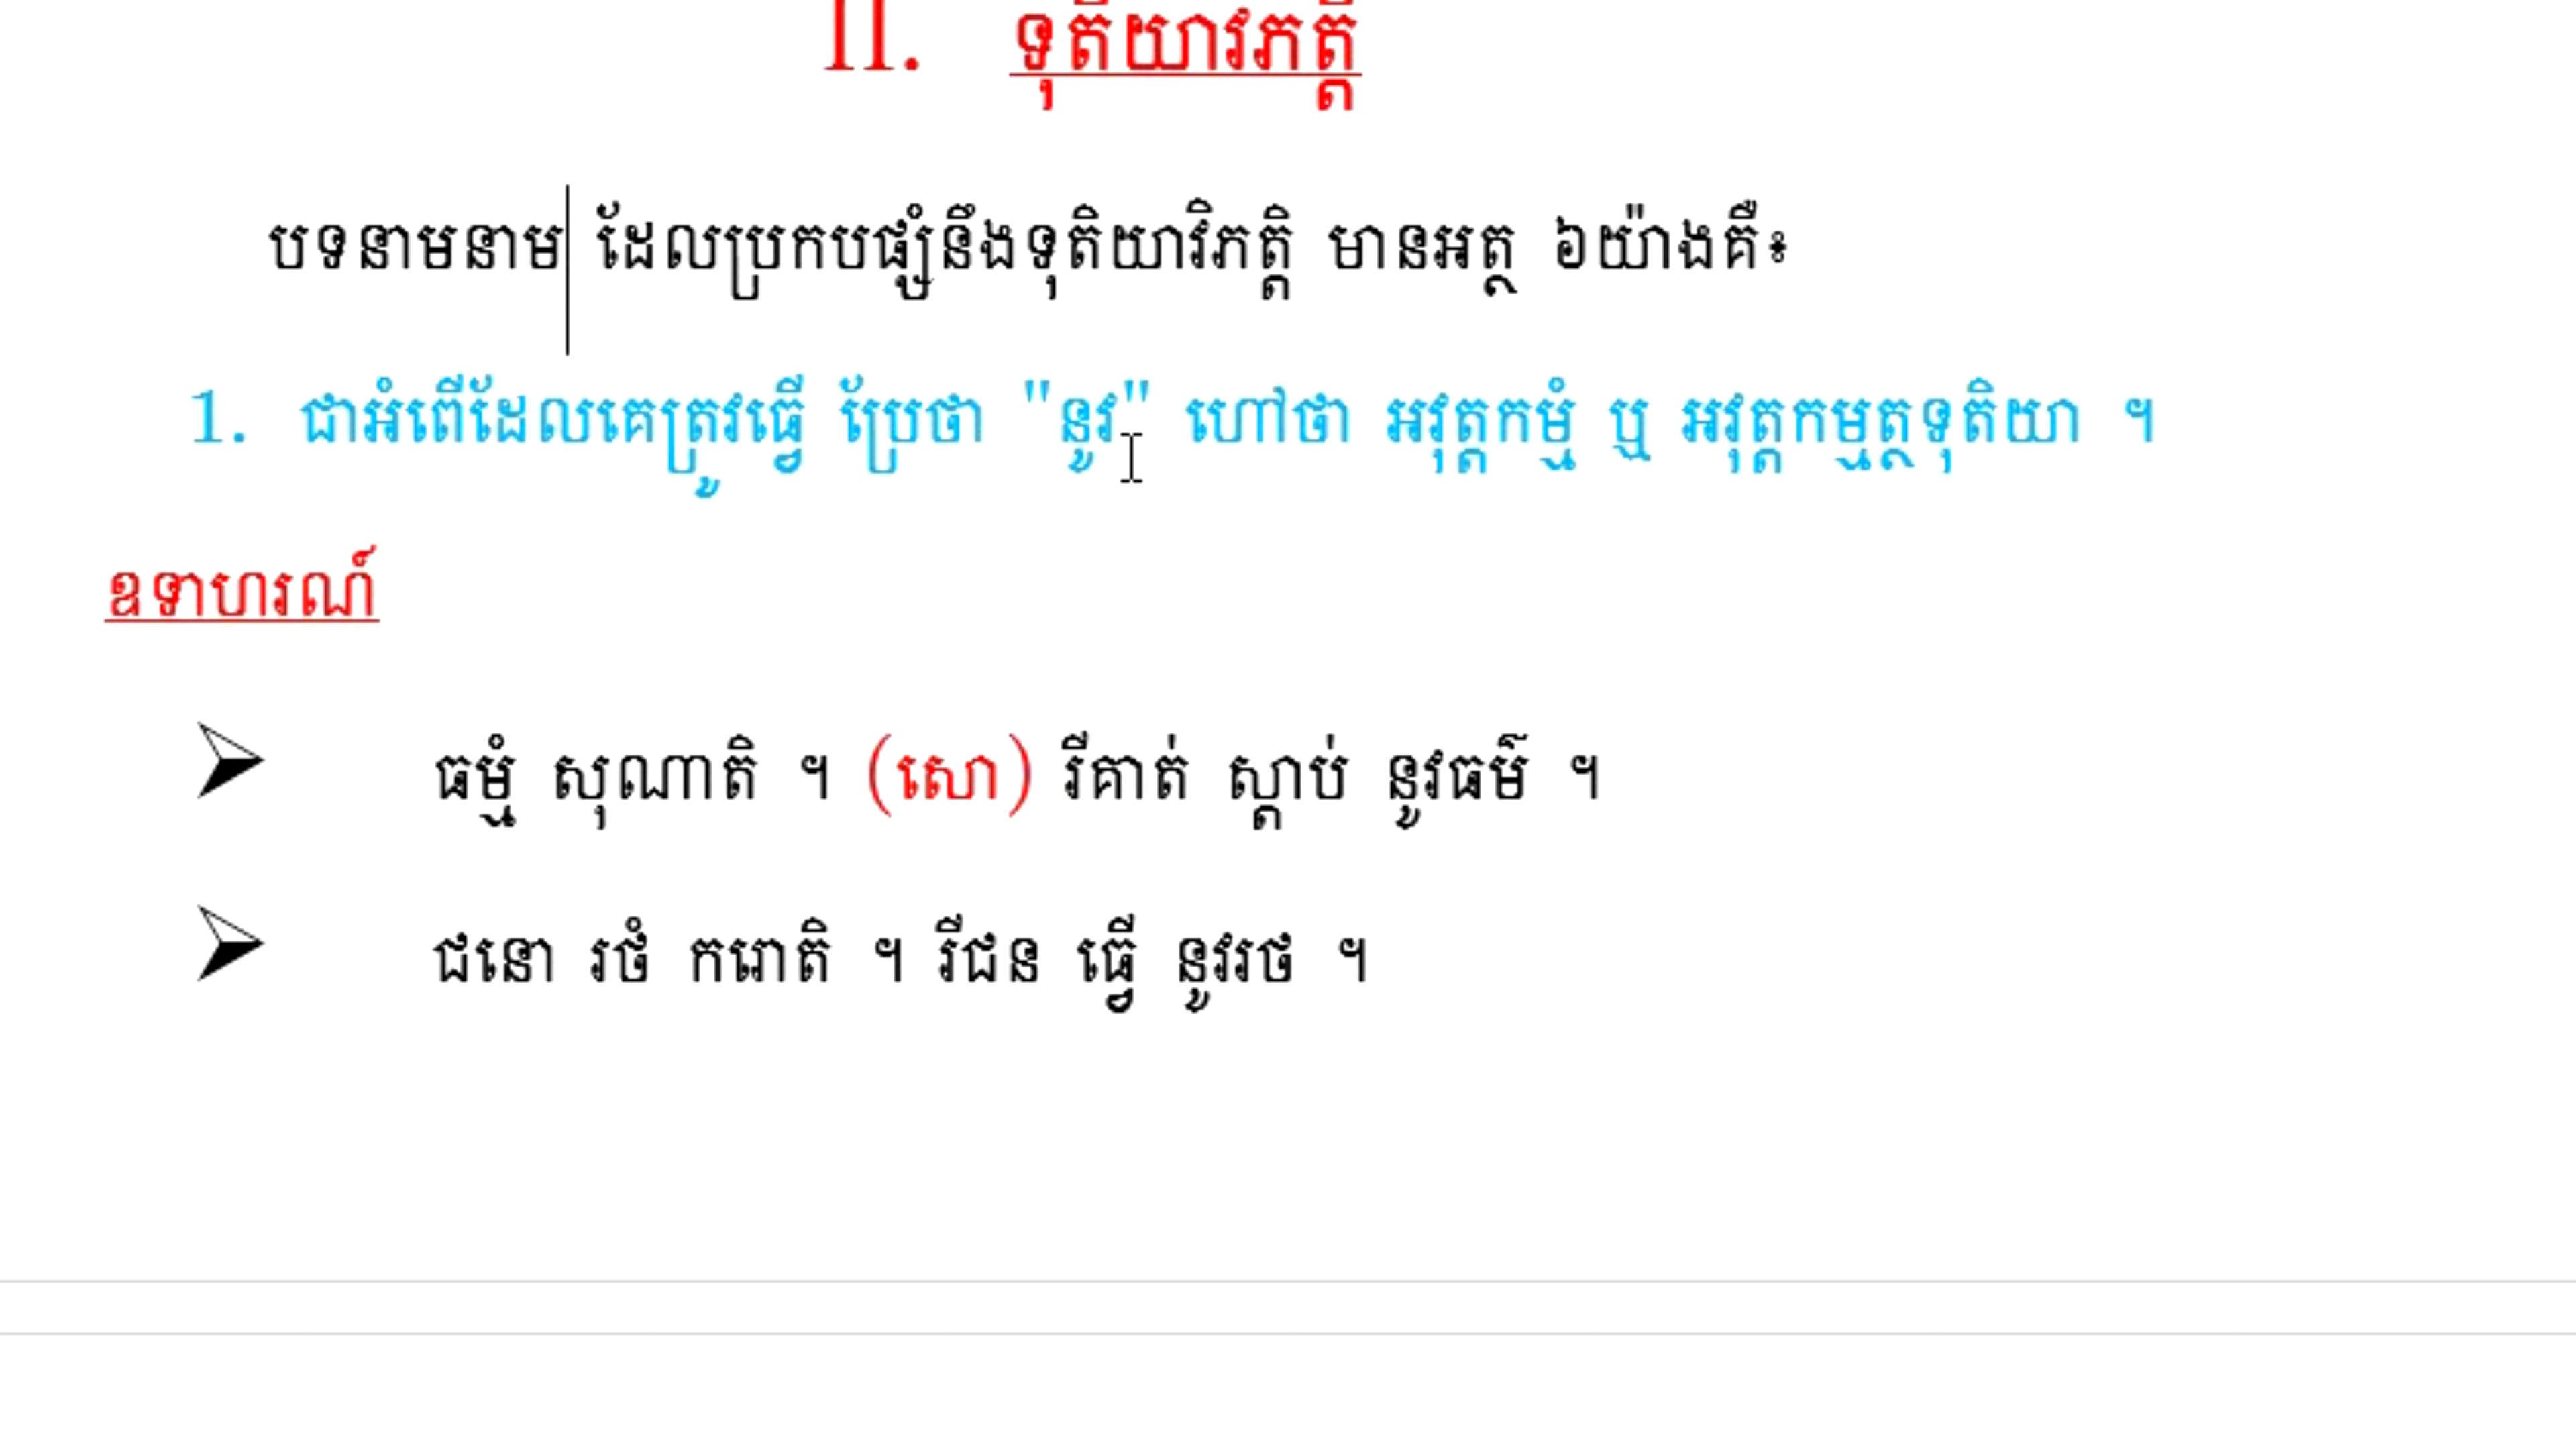 II. ទុតិយាវិភត្តិ
បទនាមនាម ដែលប្រកបផ្សំនឹងទុតិយាវិភត្តិ មានអត្ថ ៦យ៉ាងគឺ៖
1. ជាអំពើដែលគេត្រូវធ្វើ ប្រែថា "នូវ" ហៅថា អវុត្តកម្មំ ឬ អវុត្តកម្មត្ថទុតិយា ។
ឧទាហរណ៍
➢ ធម្មំ សុណាតិ ។ (សោ) រីគាត់ ស្តាប់ នូវធម៌ ។
➢ ជនោ រថំ ករោតិ ។ រីជន ធ្វើ នូវរថ ។